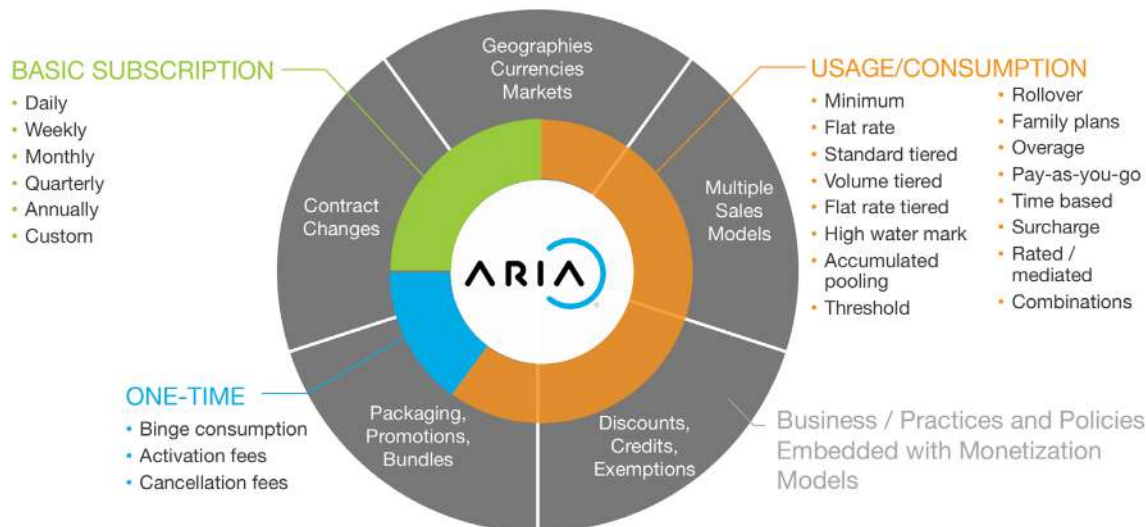 Geographies
Currencies
Markets
BASIC SUBSCRIPTION
• Daily
• Weekly
• Monthly
• Quarterly
• Annually
• Custom
USAGE/CONSUMPTION
• Minimum
• Flat rate
• Standard tiered
• Volume tiered
• Flat rate tiered
• High water mark
• Accumulated
pooling
• Threshold
• Rollover
• Family plans
• Overage
• Pay-as-you-go
• Time based
• Surcharge
• Rated /
mediated
• Combinations
Contract
Changes
Multiple
Sales
Models
ARIA
ONE-TIME
• Binge consumption
• Activation fees
• Cancellation fees
Packaging,
Promotions,
Bundles
Discounts,
Credits,
Exemptions
Business / Practices and Policies
Embedded with Monetization
Models